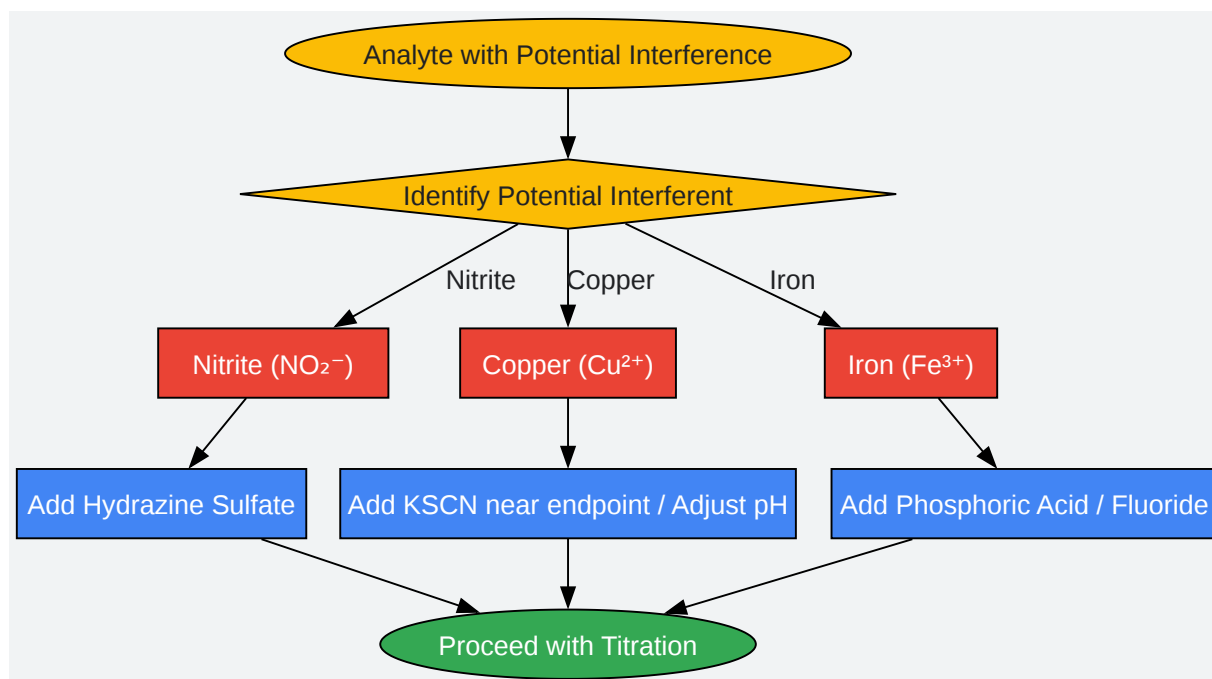 Analyte with Potential Interference
Identify Potential Interferent
Nitrite
Copper
Iron
Nitrite (NO₂⁻)
Copper (Cu²⁺)
Iron (Fe³⁺)
Add Hydrazine Sulfate
Add KSCN near endpoint / Adjust pH
Add Phosphoric Acid / Fluoride
Proceed with Titration